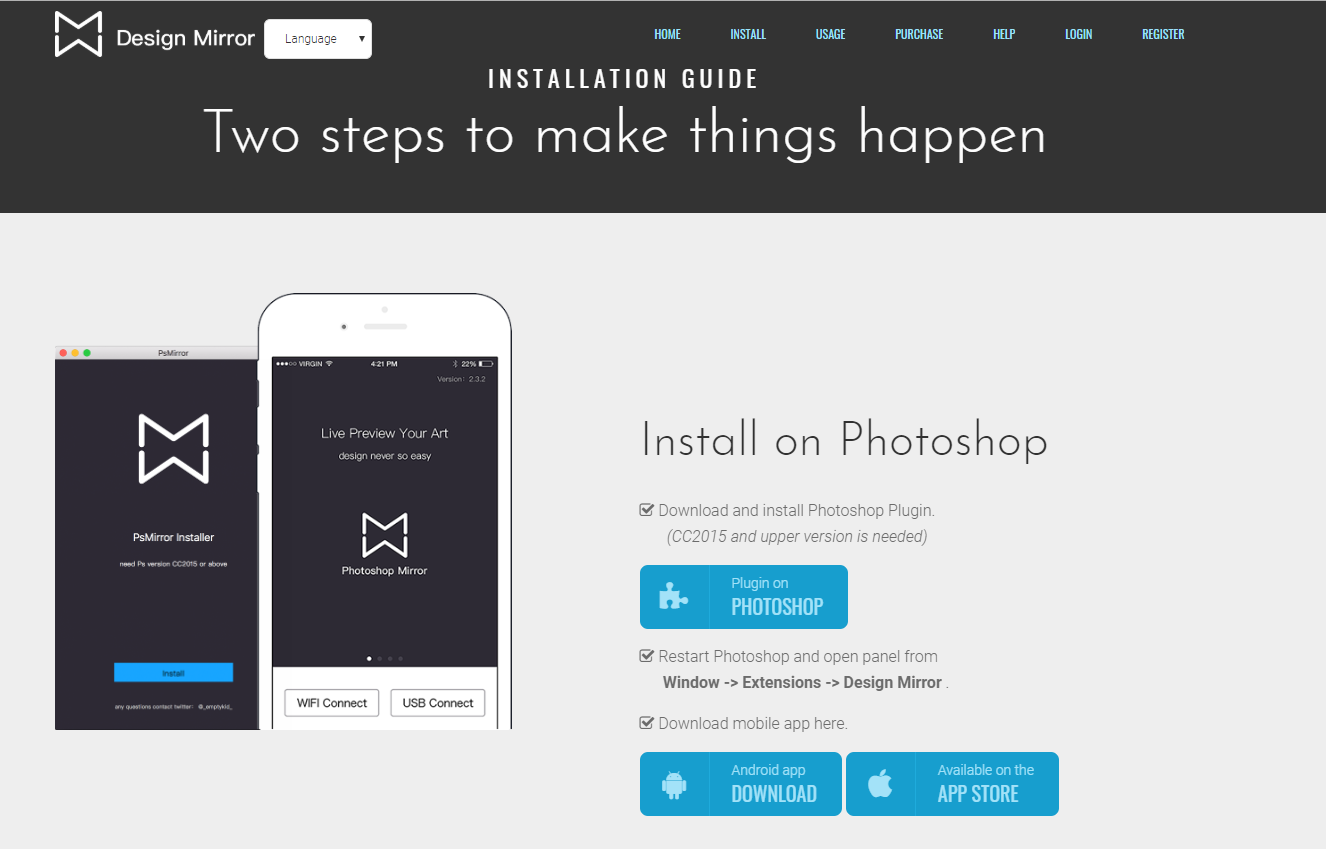 Design Mirror
Language
HOME INSTALL USAGE PURCHASE HELP LOGIN REGISTER
INSTALLATION GUIDE
Two steps to make things happen
PsMirror
PsMirror Installer
need Ps version CC2015 or above
Install
any questions contact twitter: @_emptykid_
VIRGIN 4:21 PM 22%
Version: 2.3.2
Live Preview Your Art
design never so easy
Photoshop Mirror
WIFI Connect USB Connect
Install on Photoshop
Download and install Photoshop Plugin.
(CC2015 and upper version is needed)
Plugin on
PHOTOSHOP
Restart Photoshop and open panel from
Window -> Extensions -> Design Mirror .
Download mobile app here.
Android app
DOWNLOAD
Available on the
APP STORE